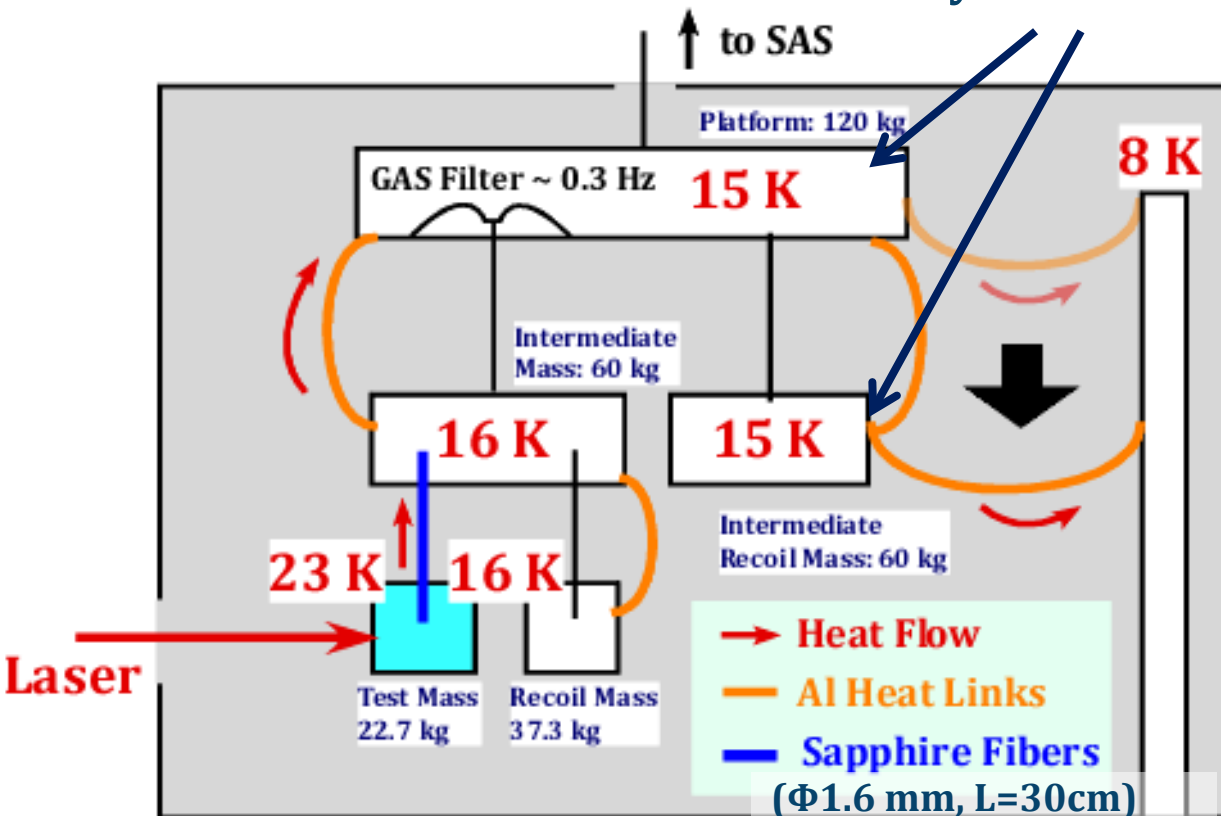 to SAS
Platform: 120 kg
8 K
GAS Filter ~ 0.3 Hz
15 K
Intermediate
Mass: 60 kg
16 K
15 K
Intermediate
Recoil Mass: 60 kg
23 K
16 K
Laser
Test Mass
22.7 kg
Recoil Mass
37.3 kg
Heat Flow
Al Heat Links
Sapphire Fibers
(Φ1.6 mm, L=30cm)